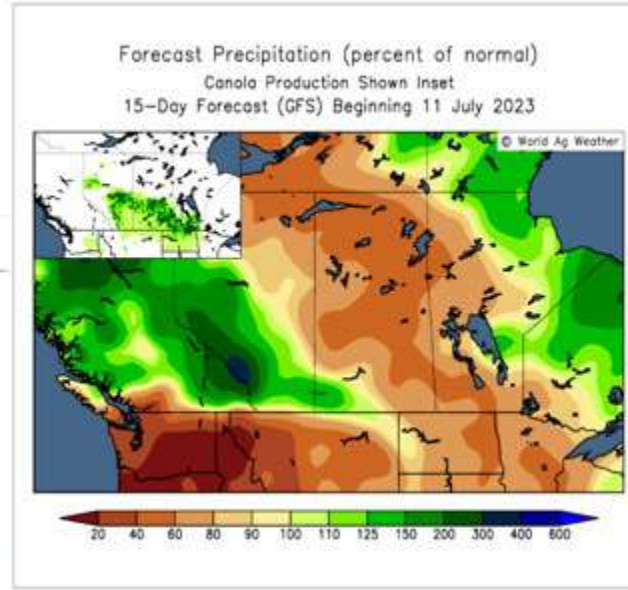 Forecast Precipitation (percent of normal)
Canola Production Shown Inset
15-Day Forecast (GFS) Beginning 11 July 2023
© World Ag Weather
20 40 60 80 90 100 110 125 150 200 300 400 600